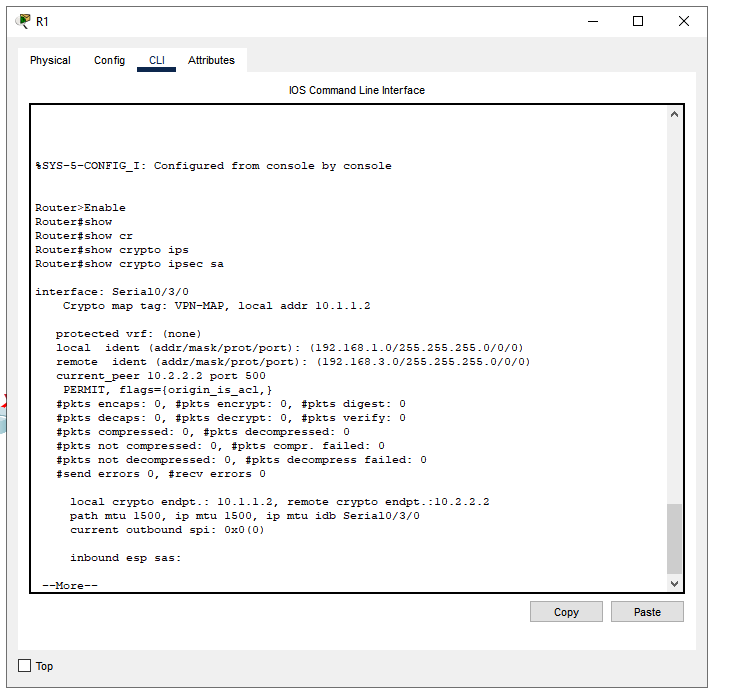 R1
Physical Config CLI Attributes
IOS Command Line Interface
%SYS-5-CONFIG_I: Configured from console by console
Router>Enable
Router#show
Router#show cr
Router#show crypto ips
Router#show crypto ipsec sa
interface: Serial0/3/0
Crypto map tag: VPN-MAP, local addr 10.1.1.2
protected vrf: (none)
local  ident (addr/mask/prot/port): (192.168.1.0/255.255.255.0/0/0)
remote  ident (addr/mask/prot/port): (192.168.3.0/255.255.255.0/0/0)
current_peer 10.2.2.2 port 500
PERMIT, flags={origin_is_acl,}
#pkts encaps: 0, #pkts encrypt: 0, #pkts digest: 0
#pkts decaps: 0, #pkts decrypt: 0, #pkts verify: 0
#pkts compressed: 0, #pkts decompressed: 0
#pkts not compressed: 0, #pkts compr. failed: 0
#pkts not decompressed: 0, #pkts decompress failed: 0
#send errors 0, #recv errors 0
local crypto endpt.: 10.1.1.2, remote crypto endpt.:10.2.2.2
path mtu 1500, ip mtu 1500, ip mtu idb Serial0/3/0
current outbound spi: 0x0(0)
inbound esp sas:
--More--
Copy Paste
Top